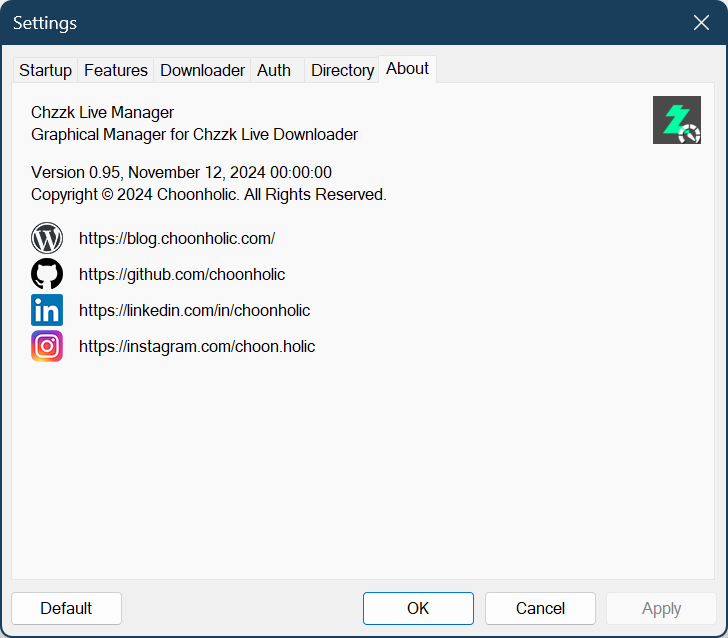 Settings
Startup Features Downloader Auth Directory About
Chzzk Live Manager
Graphical Manager for Chzzk Live Downloader
Version 0.95, November 12, 2024 00:00:00
Copyright © 2024 Choonholic. All Rights Reserved.
https://blog.choonholic.com/
https://github.com/choonholic
in https://linkedin.com/in/choonholic
https://instagram.com/choon.holic
Default OK Cancel Apply